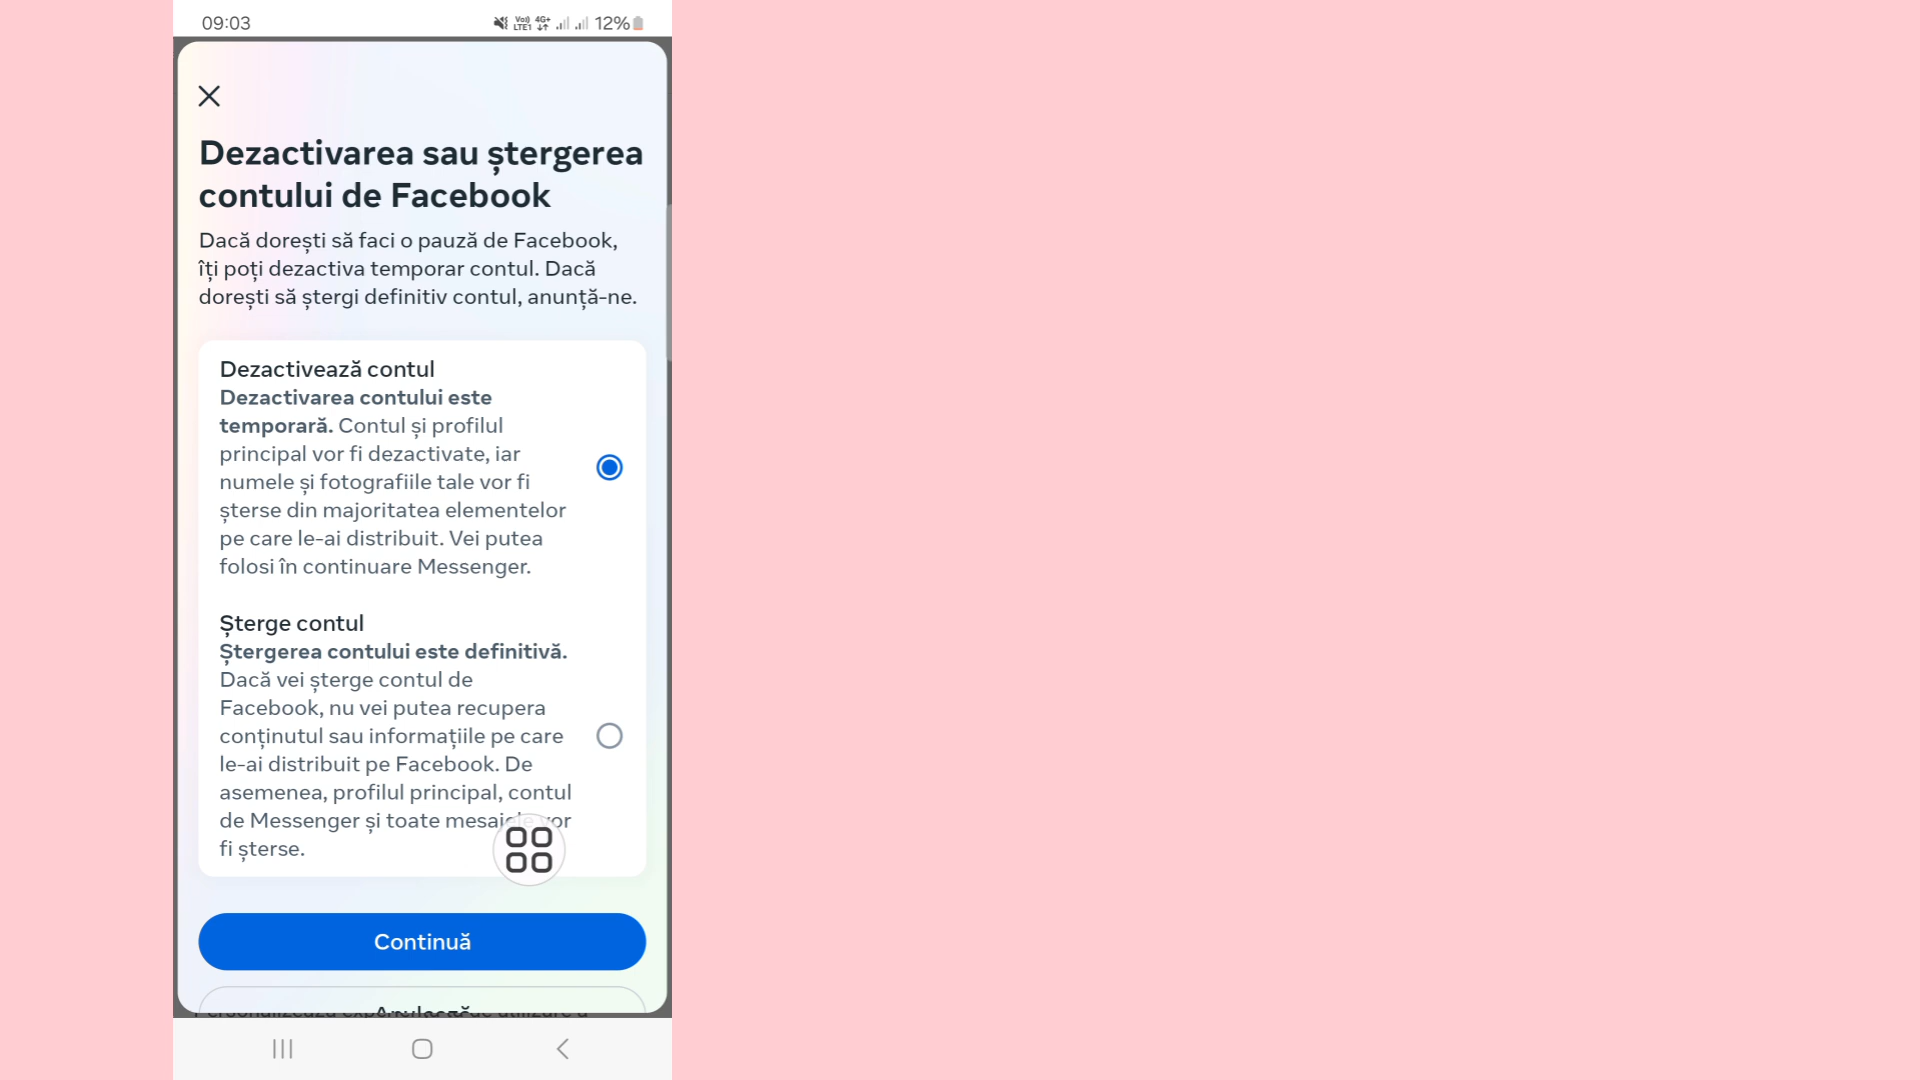 09:03
Vo)) 4G+ 12%
LTE1
Dezactivarea sau ștergerea
contului de Facebook
Dacă dorești să faci o pauză de Facebook,
îți poți dezactiva temporar contul. Dacă
dorești să ștergi definitiv contul, anunță-ne.
Dezactivează contul
Dezactivarea contului este
temporară. Contul și profilul
principal vor fi dezactivate, iar
numele și fotografiile tale vor fi
șterse din majoritatea elementelor
pe care le-ai distribuit. Vei putea
folosi în continuare Messenger.
Șterge contul
Ștergerea contului este definitivă.
Dacă vei șterge contul de
Facebook, nu vei putea recupera
conținutul sau informațiile pe care
le-ai distribuit pe Facebook. De
asemenea, profilul principal, contul
de Messenger și toate mesajele vor
fi șterse.
Continuă
Anulează